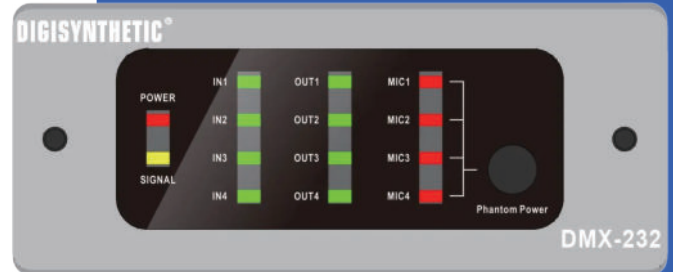 DIGISYNTHETIC®
POWER
SIGNAL
IN1
IN2
IN3
IN4
OUT1
OUT2
OUT3
OUT4
MIC1
MIC2
MIC3
MIC4
Phantom Power
DMX-232